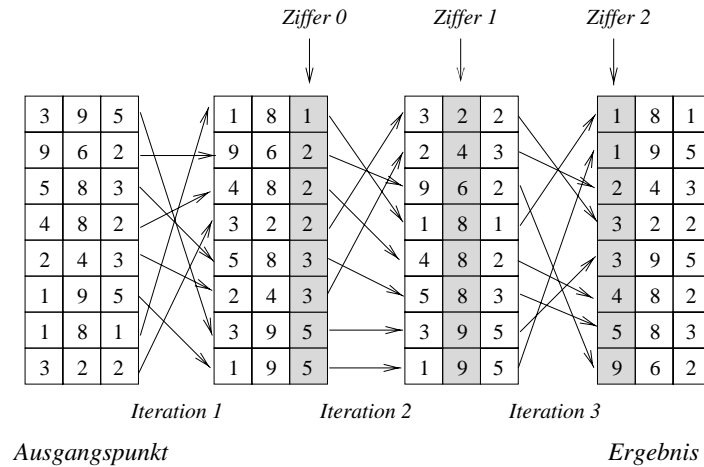 Ziffer 0 Ziffer 1 Ziffer 2
3 9 5 1 8 1 3 2 2 1 8 1
9 6 2 9 6 2 2 4 3 1 9 5
5 8 3 4 8 2 9 6 2 2 4 3
4 8 2 3 2 2 1 8 1 3 2 2
2 4 3 5 8 3 4 8 2 3 9 5
1 9 5 2 4 3 5 8 3 4 8 2
1 8 1 3 9 5 3 9 5 5 8 3
3 2 2 1 9 5 1 9 5 9 6 2
Iteration 1 Iteration 2 Iteration 3
Ausgangspunkt Ergebnis